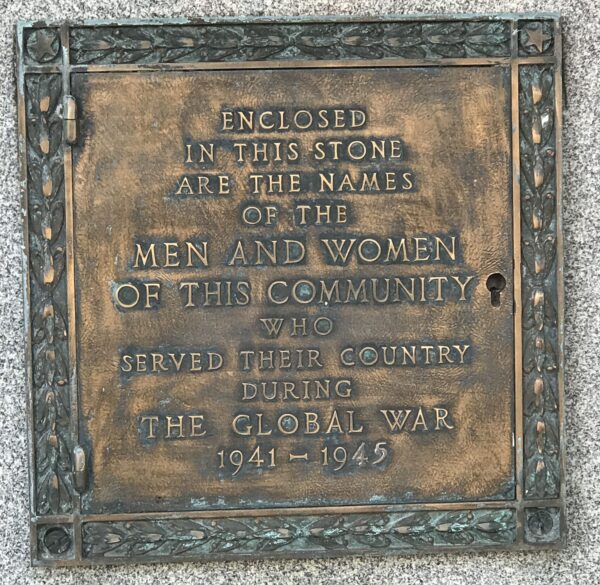 ENCLOSED
IN THIS STONE
ARE THE NAMES
OF THE
MEN AND WOMEN
OF THIS COMMUNITY
WHO
SERVED THEIR COUNTRY
DURING
THE GLOBAL WAR
1941 – 1945